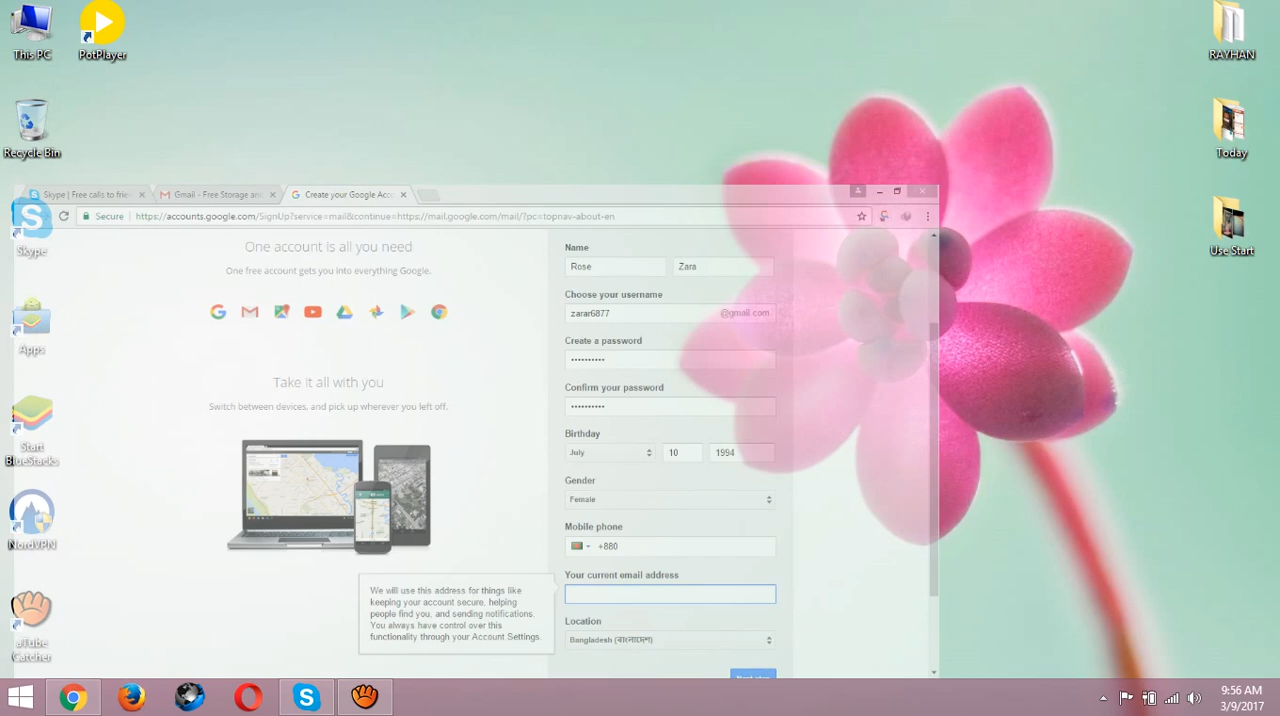 This PC
PotPlayer
RAYHAN
Recycle Bin
Today
Skype | Free calls to frie
Gmail - Free Storage an
Create your Google Acc
Secure
https://accounts.google.com/SignUp?service=mail&continue=https://mail.google.com/mail/?pc=topnav-about-en
Skype
Use Start
One account is all you need
One free account gets you into everything Google.
Name
Rose
Zara
Choose your username
zarar6877
@gmail.com
Apps
Create a password
••••••••••
Take it all with you
Switch between devices, and pick up wherever you left off.
Confirm your password
••••••••••
Start
BlueStacks
Birthday
July
10
1994
Gender
Female
NordVPN
Mobile phone
+880
Your current email address
We will use this address for things like
keeping your account secure, helping
people find you, and sending notifications.
You always have control over this
functionality through your Account Settings.
Location
Bangladesh (বাংলাদেশ)
aTube
Catcher
Next step
9:56 AM
3/9/2017